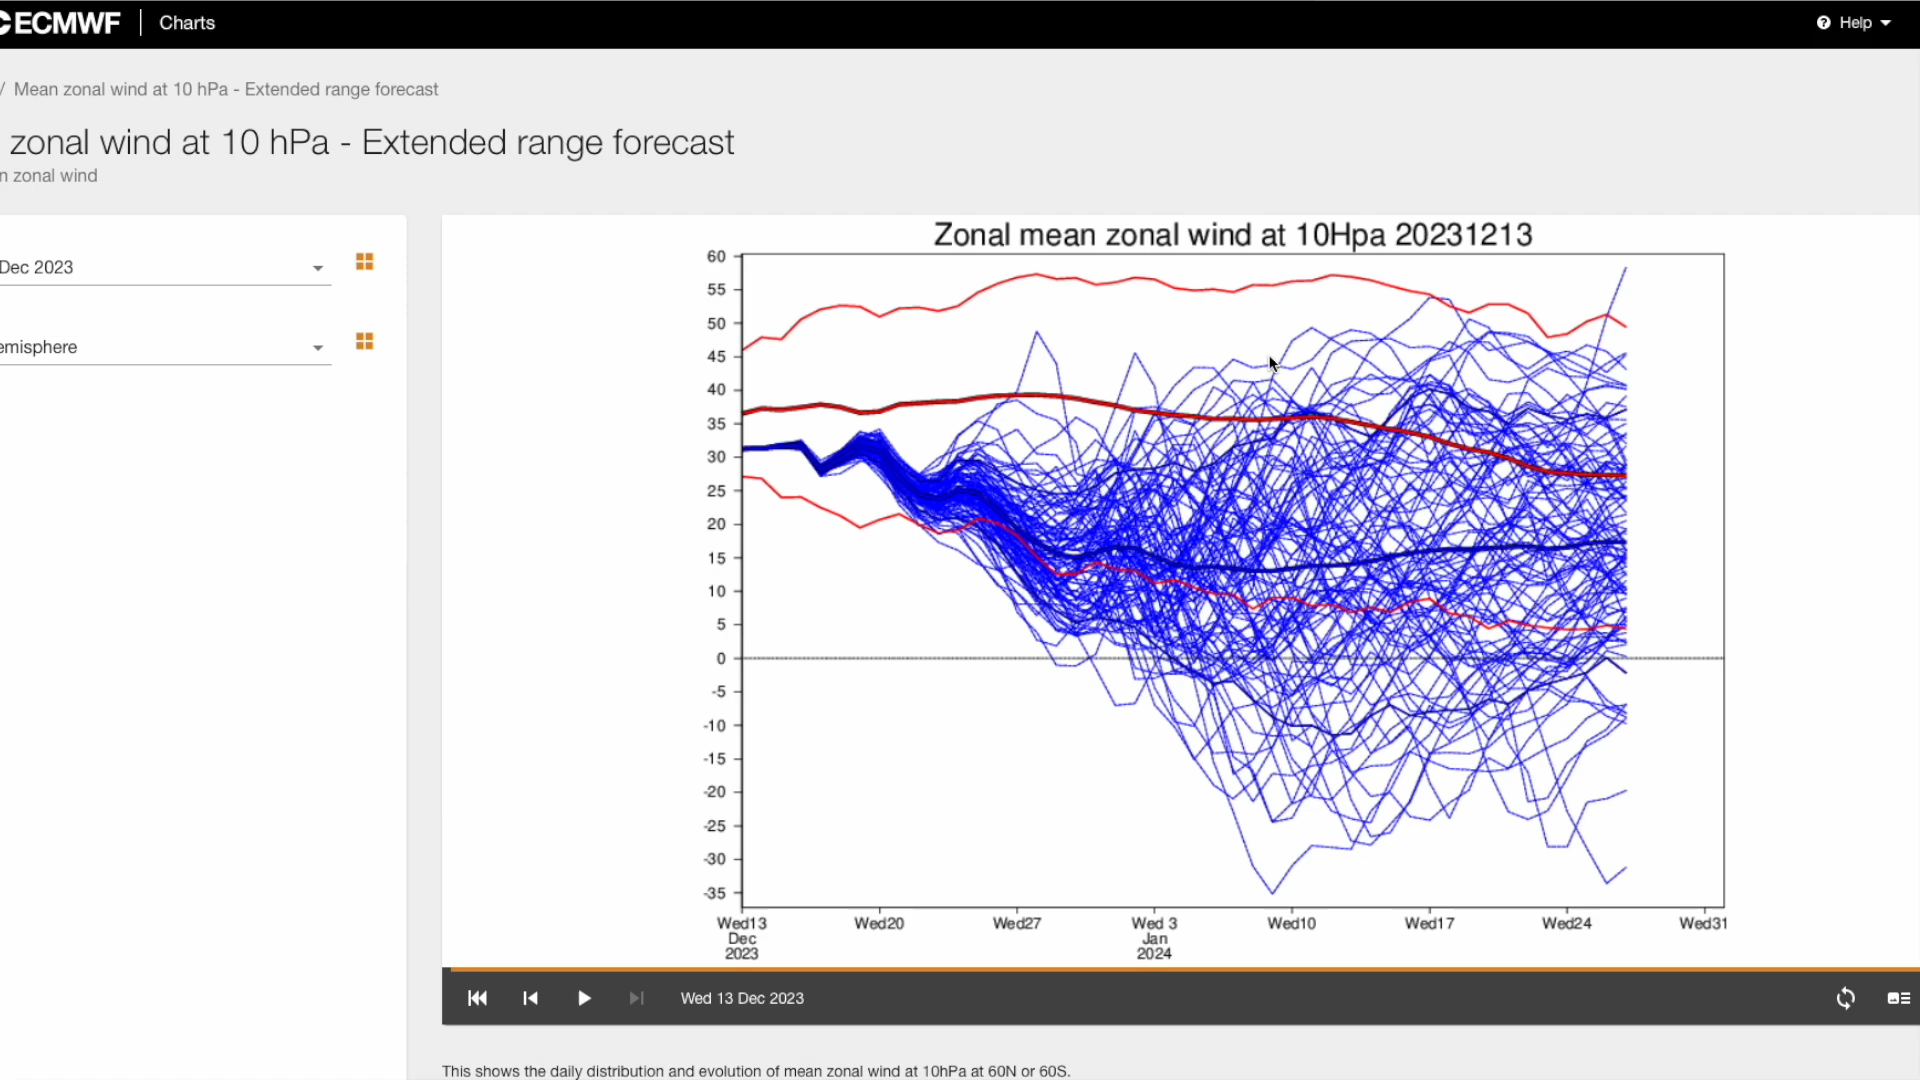 ECMWF Charts Help
/ Mean zonal wind at 10 hPa - Extended range forecast
zonal wind at 10 hPa - Extended range forecast
n zonal wind
Dec 2023
emisphere
Zonal mean zonal wind at 10Hpa 20231213
60
55
50
45
40
35
30
25
20
15
10
5
0
-5
-10
-15
-20
-25
-30
-35
Wed13 Wed20 Wed27 Wed 3 Wed10 Wed17 Wed24 Wed31
Dec Jan
2023 2024
Wed 13 Dec 2023
This shows the daily distribution and evolution of mean zonal wind at 10hPa at 60N or 60S.